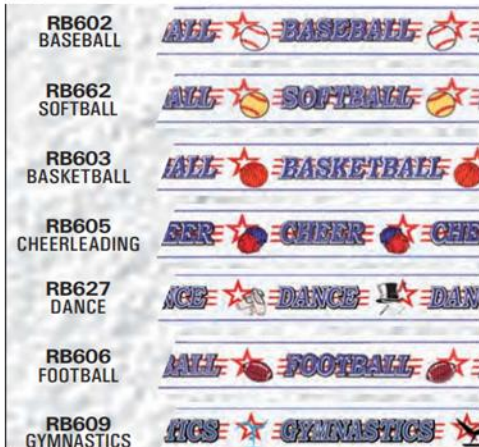 RB602
BASEBALL
ALL BASEBALL
RB662
SOFTBALL
ALL SOFTBALL
RB603
BASKETBALL
ALL BASKETBALL
RB605
CHEERLEADING
EER CHEER CHE
RB627
DANCE
NCE DANCE DAN
RB606
FOOTBALL
ALL FOOTBALL
RB609
GYMNASTICS
TICS GYMNASTICS